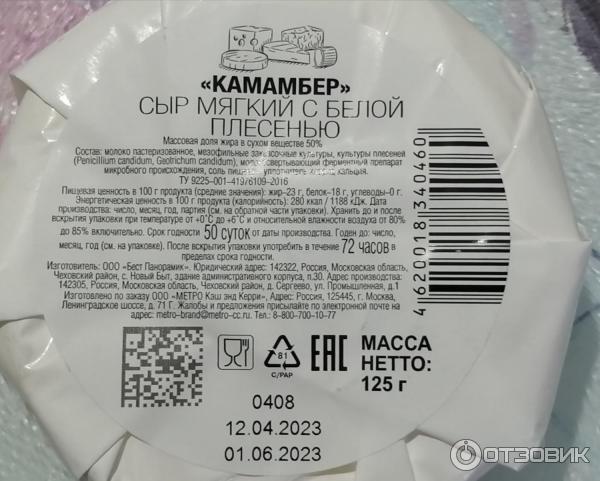 «КАМАМБЕР»
СЫР МЯГКИЙ С БЕЛОЙ
ПЛЕСЕНЬЮ
Массовая доля жира в сухом веществе 50%
Состав: молоко пастеризованное, мезофильные заквасочные культуры, культуры плесеней
(Penicillium candidum, Geotrichum candidum), молокосвертывающий ферментный препарат
микробного происхождения, соль пищевая, уплотнитель хлорид кальция.
ТУ 9225-001-41976109-2016
Пищевая ценность в 100 г продукта (средние значения): жир-23 г, белок-18 г, углеводы-0 г.
Энергетическая ценность в 100 г продукта (калорийность): 280 ккал / 1188 кДж. Дата
производства: число, месяц, год, партия (см. на обратной части упаковки). Хранить до и после
вскрытия упаковки при температуре от +0°С до +6°С и относительной влажности воздуха от 80%
до 85% включительно. Срок годности 50 суток от даты производства. Годен до: число,
месяц, год (см. на упаковке). После вскрытия упаковки употребить в течение 72 часов в
пределах срока годности.
Изготовитель: ООО «Бест Панорамик». Юридический адрес: 142322, Россия, Московская область,
Чеховский район, с. Новый Быт, здание административного корпуса, п.30. Адрес производства:
142305, Россия, Московская область, Чеховский район, д. Сергеево, ул. Промышленная, д.1
Изготовлено по заказу ООО «МЕТРО Кэш энд Керри», Адрес: Россия, 125445, г. Москва,
Ленинградское шоссе, д. 71 Г. Жалобы и предложения присылайте по электронной почте на
адрес: metro-brand@metro-cc.ru. Тел.: 8-800-700-10-77
4620018340460
81
C/PAP
EAC
МАССА
НЕТТО:
125 г
0408
12.04.2023
01.06.2023
ОТЗОВИК